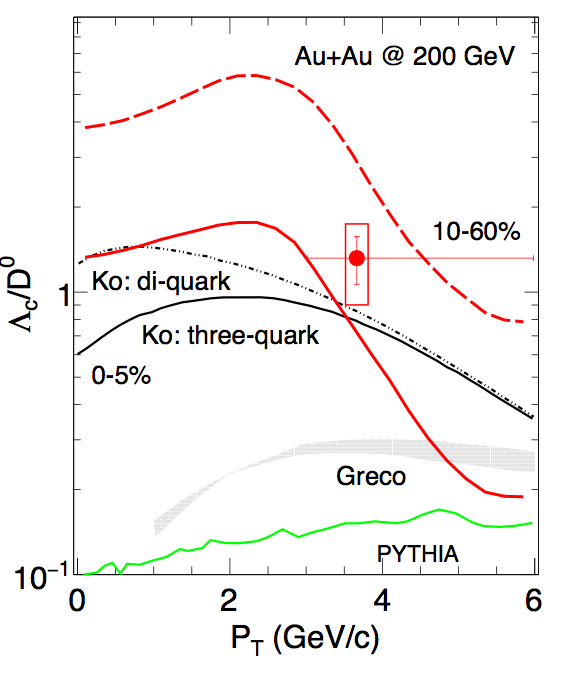 Au+Au @ 200 GeV
10-60%
Λc/D⁰
1
Ko: di-quark
Ko: three-quark
0-5%
Greco
PYTHIA
10⁻¹
0 2 4 6
P_T (GeV/c)